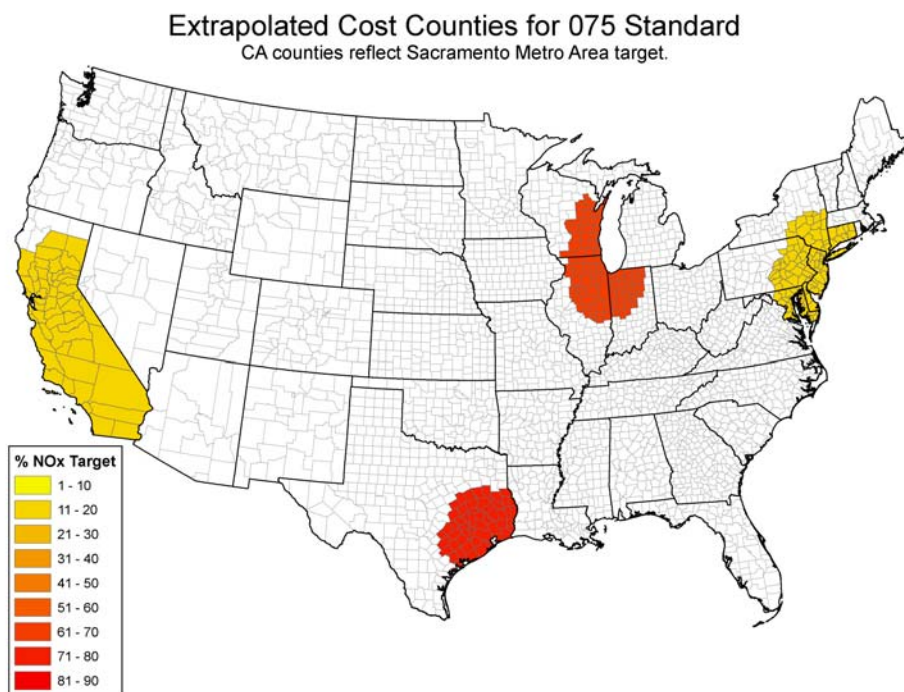 Extrapolated Cost Counties for 075 Standard
CA counties reflect Sacramento Metro Area target.
% NOx Target
1 - 10
11 - 20
21 - 30
31 - 40
41 - 50
51 - 60
61 - 70
71 - 80
81 - 90